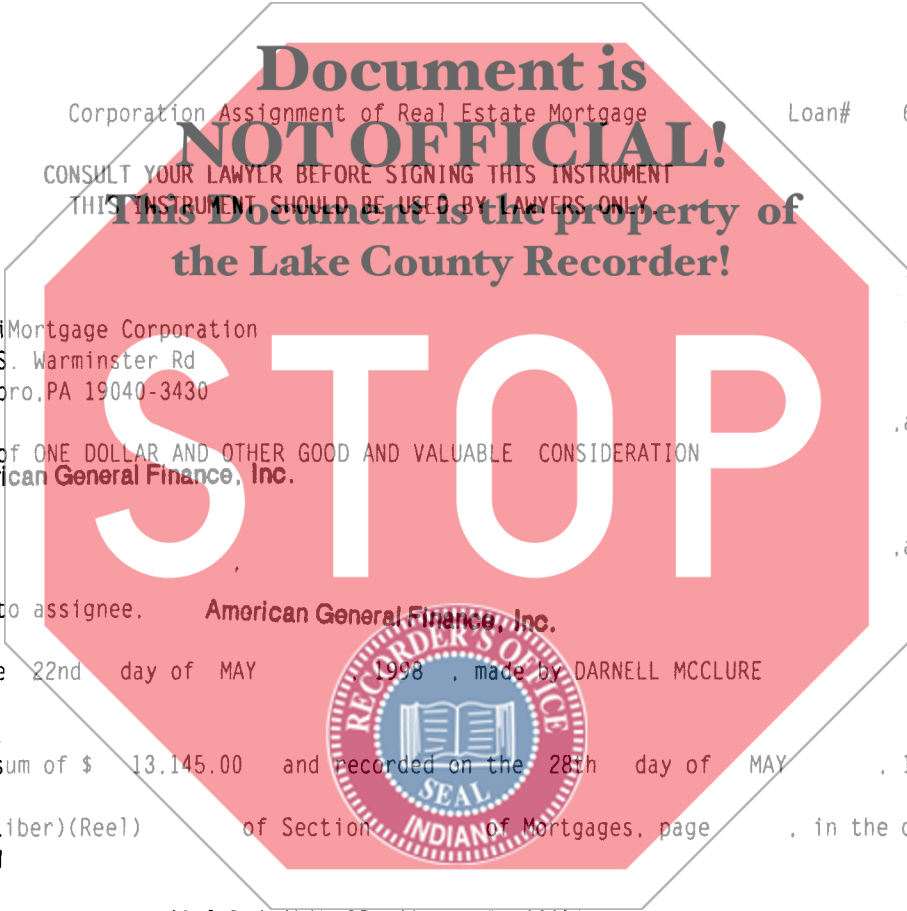 Document is
Corporation Assignment of Real Estate Mortgage Loan#
NOT OFFICIAL!
CONSULT YOUR LAWYER BEFORE SIGNING THIS INSTRUMENT
THIS INSTRUMENT SHOULD BE USED BY LAWYERS ONLY.
This Document is the property of
the Lake County Recorder!
Mortgage Corporation
S. Warminster Rd
oro, PA 19040-3430
STOP
of ONE DOLLAR AND OTHER GOOD AND VALUABLE CONSIDERATION
ican General Finance, Inc.
to assignee, American General Finance, Inc.
RECORDER'S OFFICE
22nd day of MAY , 1998 , made by DARNELL MCCLURE
sum of $ 13,145.00 and recorded on the 28th day of MAY
SEAL
INDIANA
iber)(Reel) of Section of Mortgages, page , in the